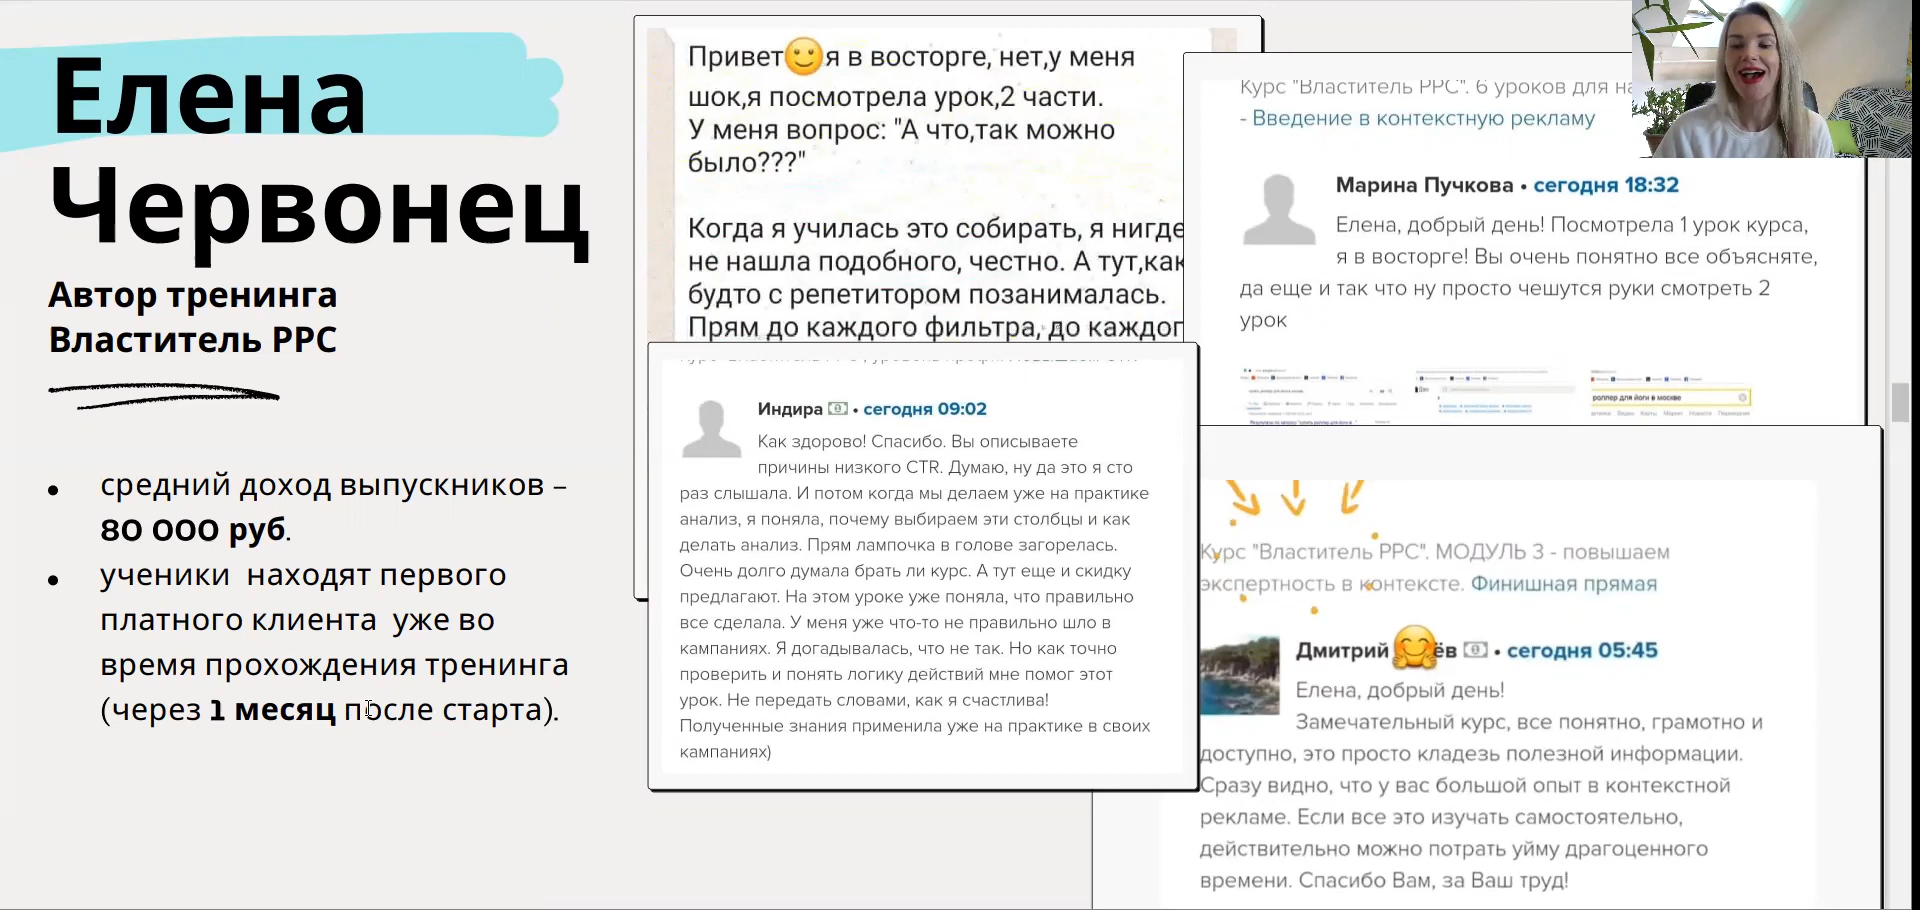 Елена
Червонец
Автор тренинга
Властитель PPC
средний доход выпускников –
80 000 руб.
ученики находят первого
платного клиента уже во
время прохождения тренинга
(через 1 месяц после старта).
Привет🙂я в восторге, нет,у меня
шок,я посмотрела урок,2 части.
У меня вопрос: "А что,так можно
было???"
Когда я училась это собирать, я нигде
не нашла подобного, честно. А тут,как
будто с репетитором позанималась.
Прям до каждого фильтра, до
Курс "Властитель PPC". 6 уроков для
- Введение в контекстную рекламу
Марина Пучкова • сегодня 18:32
Елена, добрый день! Посмотрела 1 урок курса,
я в восторге! Вы очень понятно все объясняте,
да еще и так что ну просто чешутся руки смотреть 2
урок
роллер для йоги в москве
Индира 💵 • сегодня 09:02
Как здорово! Спасибо. Вы описываете
причины низкого CTR. Думаю, ну да это я сто
раз слышала. И потом когда мы делаем уже на практике
анализ, я поняла, почему выбираем эти столбцы и как
делать анализ. Прям лампочка в голове загорелась.
Очень долго думала брать ли курс. А тут еще и скидку
предлагают. На этом уроке уже поняла, что правильно
все сделала. У меня уже что-то не правильно шло в
кампаниях. Я догадывалась, что не так. Но как точно
проверить и понять логику действий мне помог этот
урок. Не передать словами, как я счастлива!
Полученные знания применила уже на практике в своих
кампаниях)
Курс "Властитель PPC". МОДУЛЬ 3 - повышаем
экспертность в контексте. Финишная прямая
Дмитрий 🤗ёв 💵 • сегодня 05:45
Елена, добрый день!
Замечательный курс, все понятно, грамотно и
доступно, это просто кладезь полезной информации.
Сразу видно, что у вас большой опыт в контекстной
рекламе. Если все это изучать самостоятельно,
действительно можно потрать уйму драгоценного
времени. Спасибо Вам, за Ваш труд!